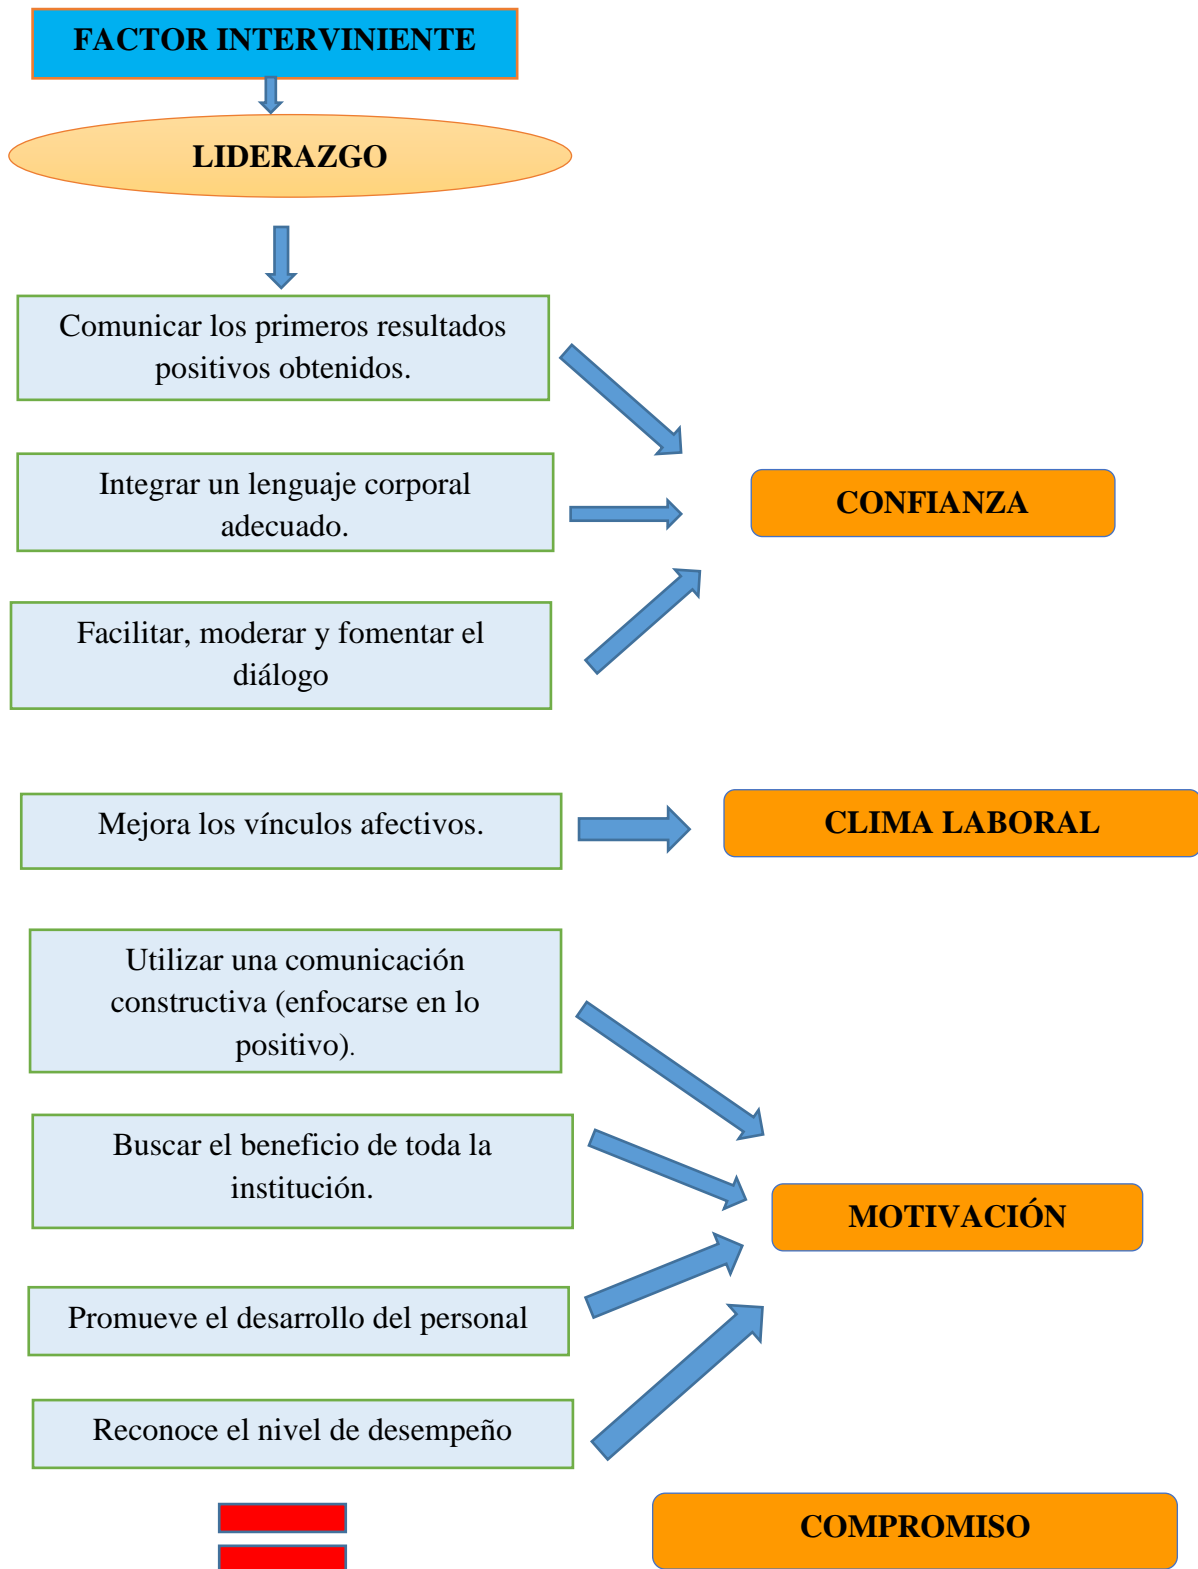 FACTOR INTERVINIENTE
LIDERAZGO
Comunicar los primeros resultados
positivos obtenidos.
Integrar un lenguaje corporal
adecuado.
CONFIANZA
Facilitar, moderar y fomentar el
diálogo
Mejora los vínculos afectivos.
CLIMA LABORAL
Utilizar una comunicación
constructiva (enfocarse en lo
positivo).
Buscar el beneficio de toda la
institución.
MOTIVACIÓN
Promueve el desarrollo del personal
Reconoce el nivel de desempeño
COMPROMISO